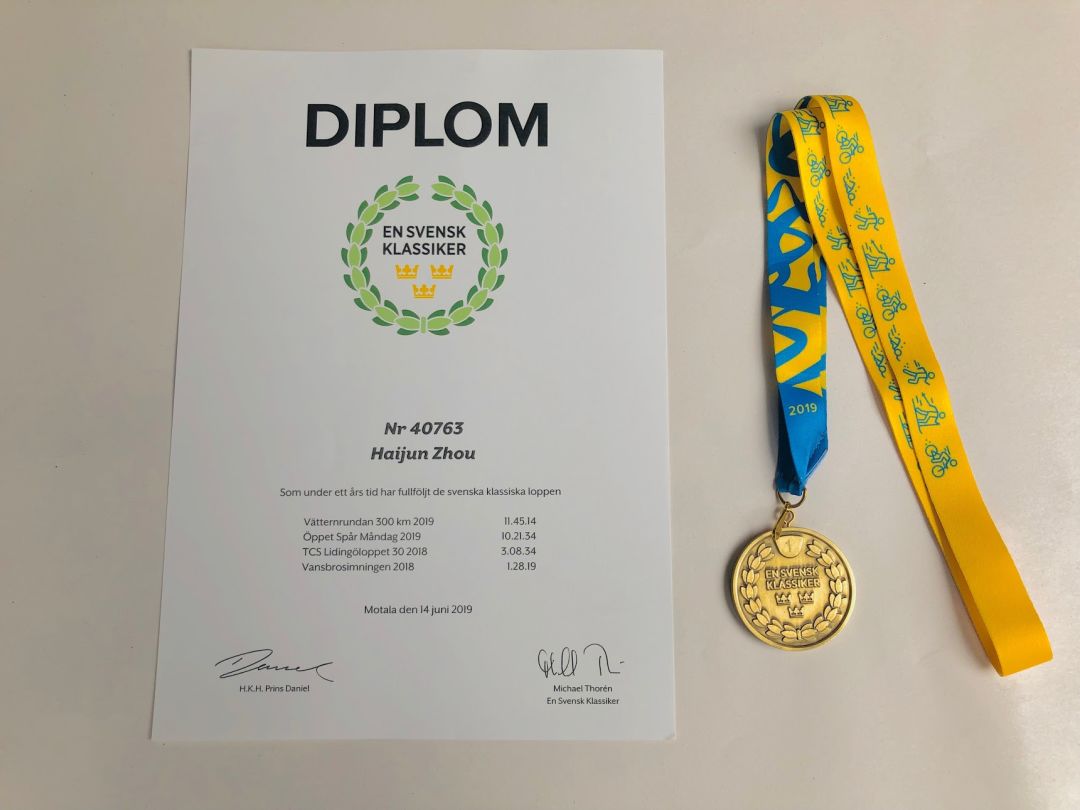 DIPLOM
EN SVENSK
KLASSIKER
Nr 40763
Haijun Zhou
Som under ett års tid har fullföljt de svenska klassiska loppen
Vätternrundan 300 km 2019 11.45.14
Öppet Spår Måndag 2019 10.21.34
TCS Lidingöloppet 30 2018 3.08.34
Vansbrosimningen 2018 1.28.19
Motala den 14 juni 2019
H.K.H. Prins Daniel
Michael Thorén
En Svensk Klassiker
2019
1
EN SVENSK
KLASSIKER